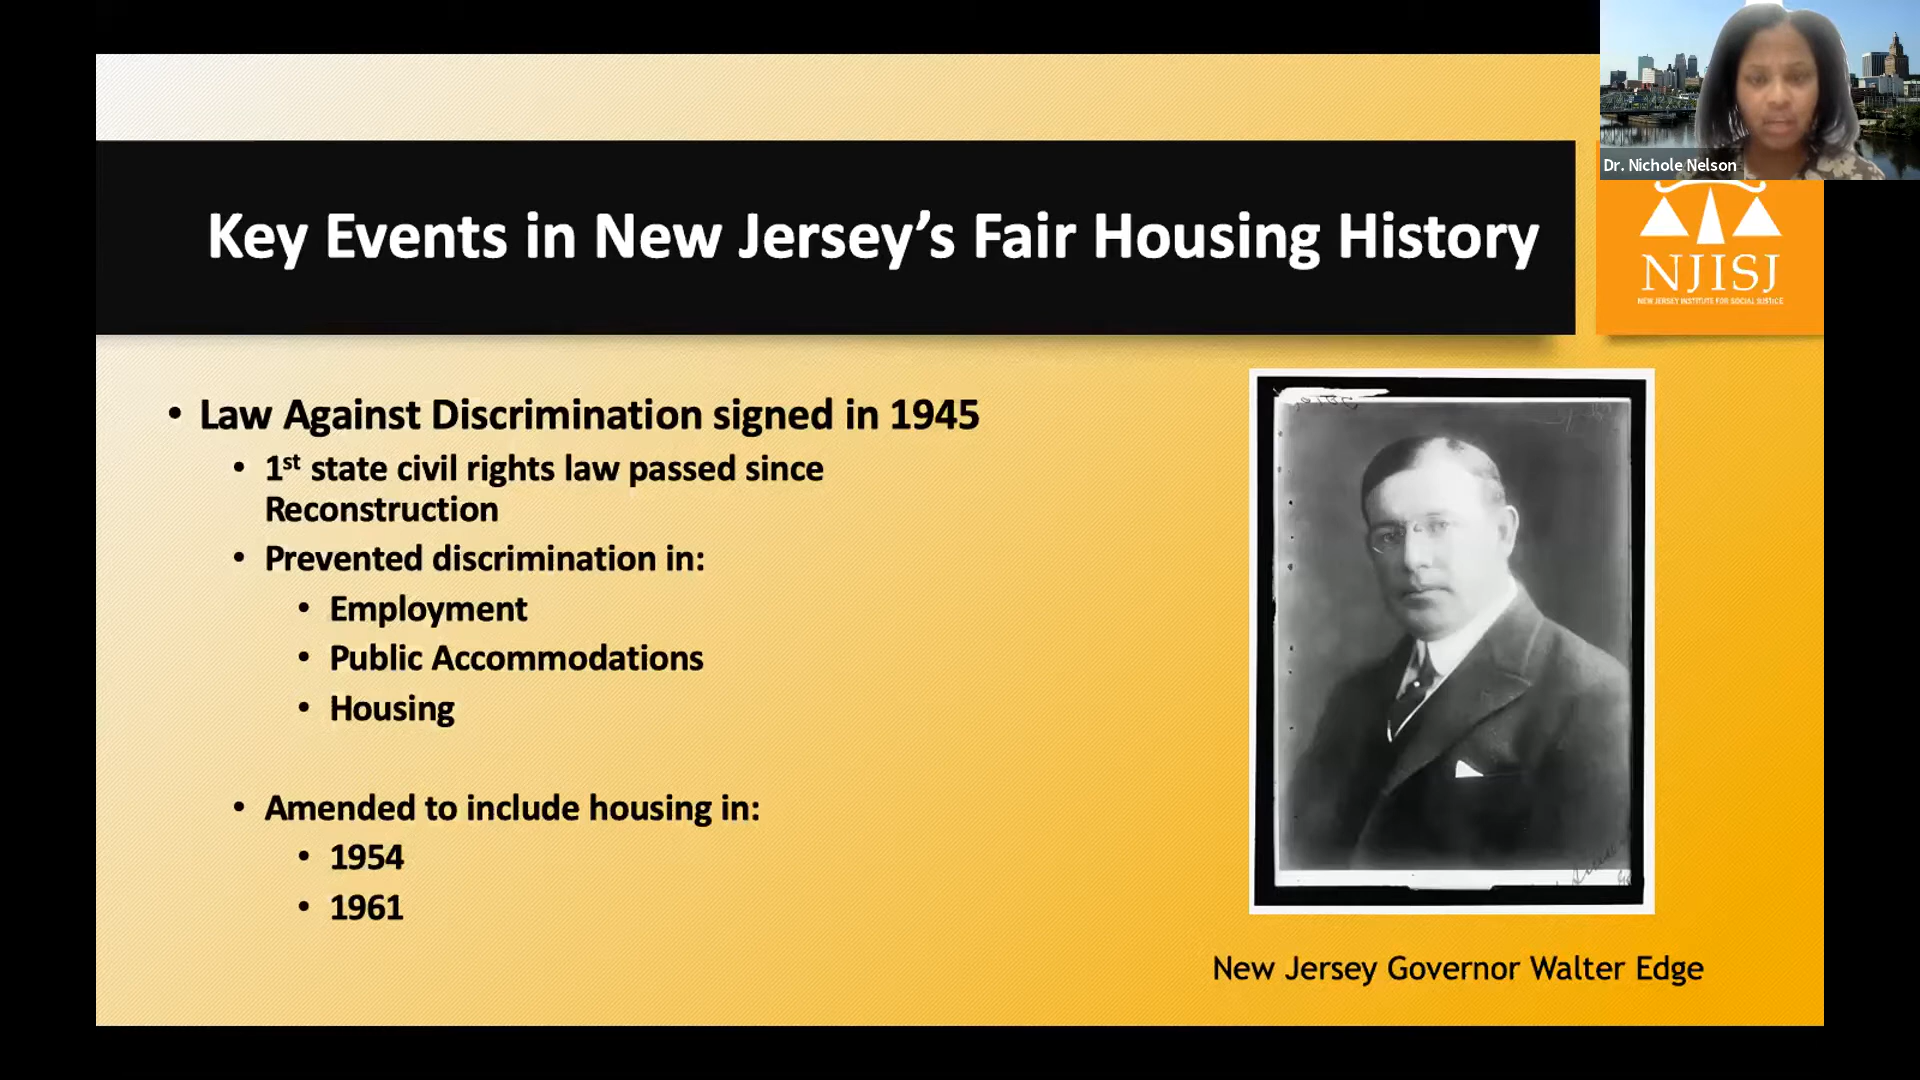 Dr. Nichole Nelson
Key Events in New Jersey’s Fair Housing History
NJISJ
NEW JERSEY INSTITUTE FOR SOCIAL JUSTICE
• Law Against Discrimination signed in 1945
• 1st state civil rights law passed since
Reconstruction
• Prevented discrimination in:
• Employment
• Public Accommodations
• Housing
• Amended to include housing in:
• 1954
• 1961
New Jersey Governor Walter Edge